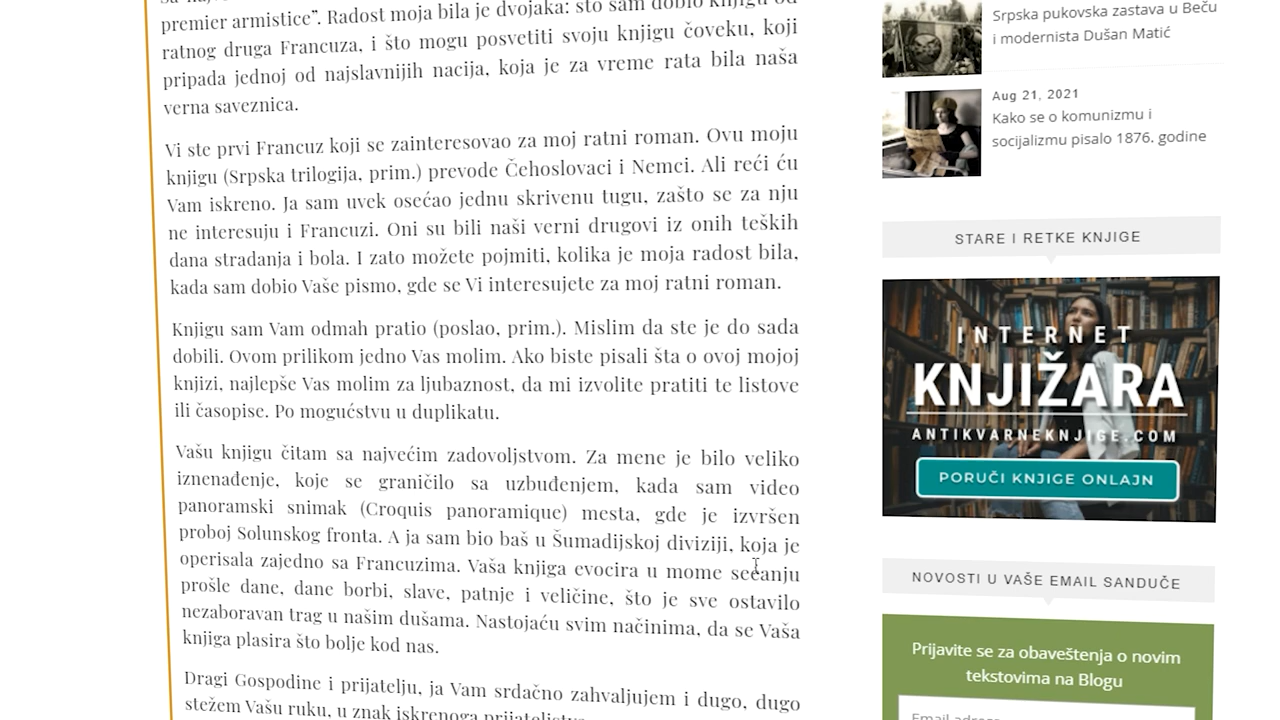 premier armistice”. Radost moja bila je dvojaka: što sam dobio knjigu od
ratnog druga Francuza, i što mogu posvetiti svoju knjigu čoveku, koji
pripada jednoj od najslavnijih nacija, koja je za vreme rata bila naša
verna saveznica.
Vi ste prvi Francuz koji se zainteresovao za moj ratni roman. Ovu moju
knjigu (Srpska trilogija, prim.) prevode Čehoslovaci i Nemci. Ali reći ću
Vam iskreno. Ja sam uvek osećao jednu skrivenu tugu, zašto se za nju
ne interesuju i Francuzi. Oni su bili naši verni drugovi iz onih teških
dana stradanja i bola. I zato možete pojmiti, kolika je moja radost bila,
kada sam dobio Vaše pismo, gde se Vi interesujete za moj ratni roman.
Knjigu sam Vam odmah pratio (poslao, prim.). Mislim da ste je do sada
dobili. Ovom prilikom jedno Vas molim. Ako biste pisali šta o ovoj mojoj
knjizi, najlepše Vas molim za ljubaznost, da mi izvolite pratiti te listove
ili časopise. Po mogućstvu u duplikatu.
Vašu knjigu čitam sa najvećim zadovoljstvom. Za mene je bilo veliko
iznenađenje, koje se graničilo sa uzbuđenjem, kada sam video
panoramski snimak (Croquis panoramique) mesta, gde je izvršen
proboj Solunskog fronta. A ja sam bio baš u Šumadijskoj diviziji, koja je
operisala zajedno sa Francuzima. Vaša knjiga evocira u mome sećanju
prošle dane, dane borbi, slave, patnje i veličine, što je sve ostavilo
nezaboravan trag u našim dušama. Nastojaću svim načinima, da se Vaša
knjiga plasira što bolje kod nas.
Dragi Gospodine i prijatelju, ja Vam srdačno zahvaljujem i dugo, dugo
stežem Vašu ruku, u znak iskrenoga
Srpska pukovska zastava u Beču
i modernista Dušan Matić
Aug 21, 2021
Kako se o komunizmu i
socijalizmu pisalo 1876. godine
STARE I RETKE KNJIGE
INTERNET
KNJIŽARA
ANTIKVARNEKNJIGE.COM
PORUČI KNJIGE ONLAJN
NOVOSTI U VAŠE EMAIL SANDUČE
Prijavite se za obaveštenja o novim
tekstovima na Blogu
Email